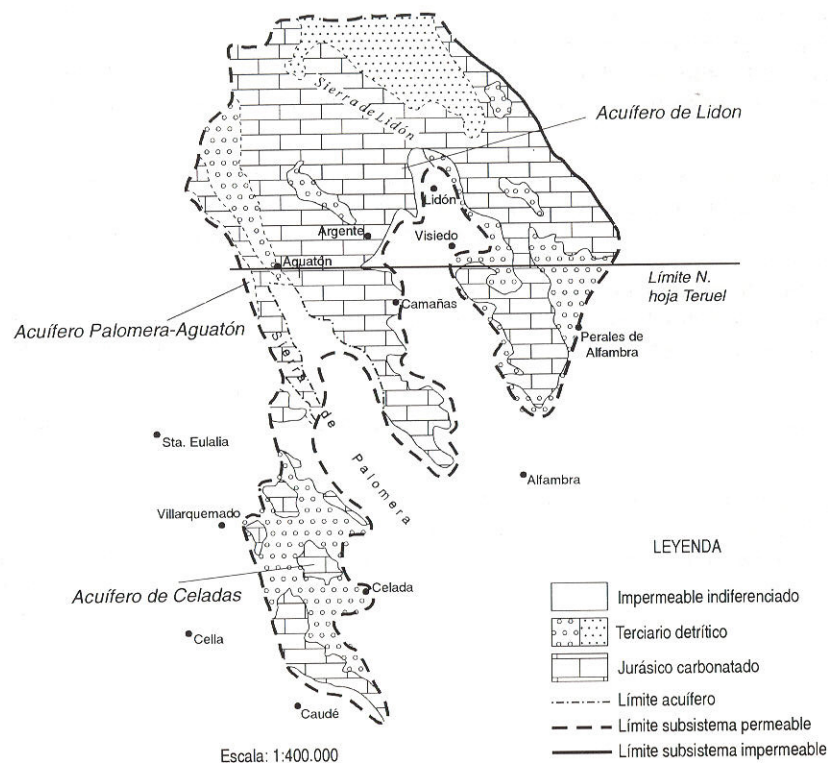 Sierra de Lidón
Acuífero de Lidon
Lidón
Argente
Visiedo
Aguatón
Límite N.
hoja Teruel
Camañas
Acuífero Palomera-Aguatón
Perales de
Alfambra
Sierra de Palomera
Sta. Eulalia
Alfambra
Villarquemado
LEYENDA
Impermeable indiferenciado
Acuífero de Celadas
Celada
Terciario detrítico
Cella
Jurásico carbonatado
Límite acuífero
Caudé
Límite subsistema permeable
Escala: 1:400.000
Límite subsistema impermeable